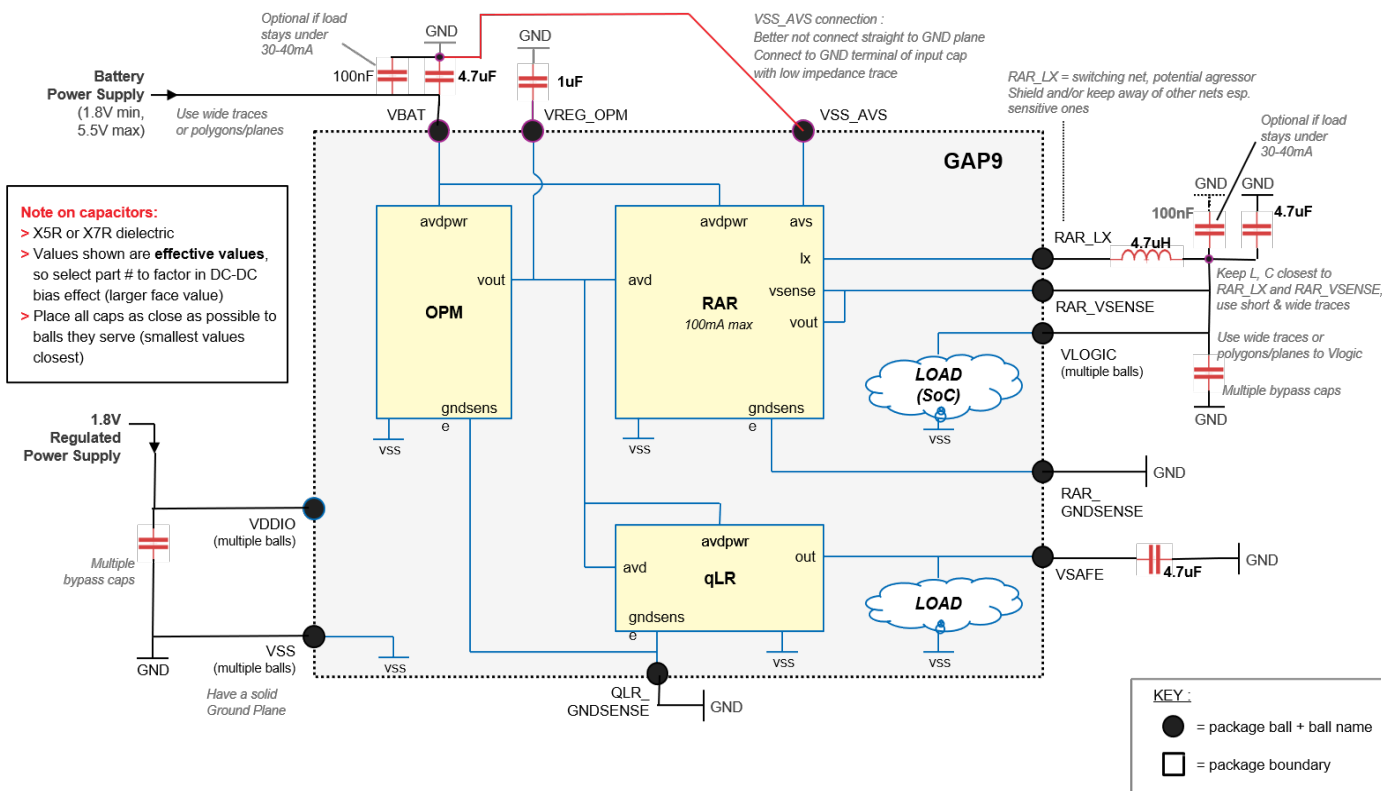 Optional if load
stays under
30-40mA
GND
100nF
4.7uF
GND
1uF
VSS_AVS connection :
Better not connect straight to GND plane
Connect to GND terminal of input cap
with low impedance trace
Battery
Power Supply
(1.8V min,
5.5V max)
Use wide traces
or polygons/planes
VBAT
VREG_OPM
VSS_AVS
RAR_LX = switching net, potential agressor
Shield and/or keep away of other nets esp.
sensitive ones
Optional if load
stays under
30-40mA
GAP9
GND
GND
100nF
4.7uF
Note on capacitors:
> X5R or X7R dielectric
> Values shown are effective values,
so select part # to factor in DC-DC
bias effect (larger face value)
> Place all caps as close as possible to
balls they serve (smallest values
closest)
avdpwr
vout
OPM
gndsens
e
vss
avdpwr
avs
lx
avd
vsense
RAR
100mA max
vout
gndsens
e
vss
RAR_LX
4.7uH
Keep L, C closest to
RAR_LX and RAR_VSENSE,
use short & wide traces
RAR_VSENSE
VLOGIC
(multiple balls)
Use wide traces or
polygons/planes to Vlogic
Multiple bypass caps
GND
LOAD
(SoC)
vss
1.8V
Regulated
Power Supply
VDDIO
(multiple balls)
Multiple
bypass caps
GND
VSS
(multiple balls)
vss
Have a solid
Ground Plane
RAR_
GNDSENSE
GND
avdpwr
avd
out
qLR
gndsens
e
vss
LOAD
vss
VSAFE
4.7uF
GND
QLR_
GNDSENSE
GND
KEY :
= package ball + ball name
= package boundary